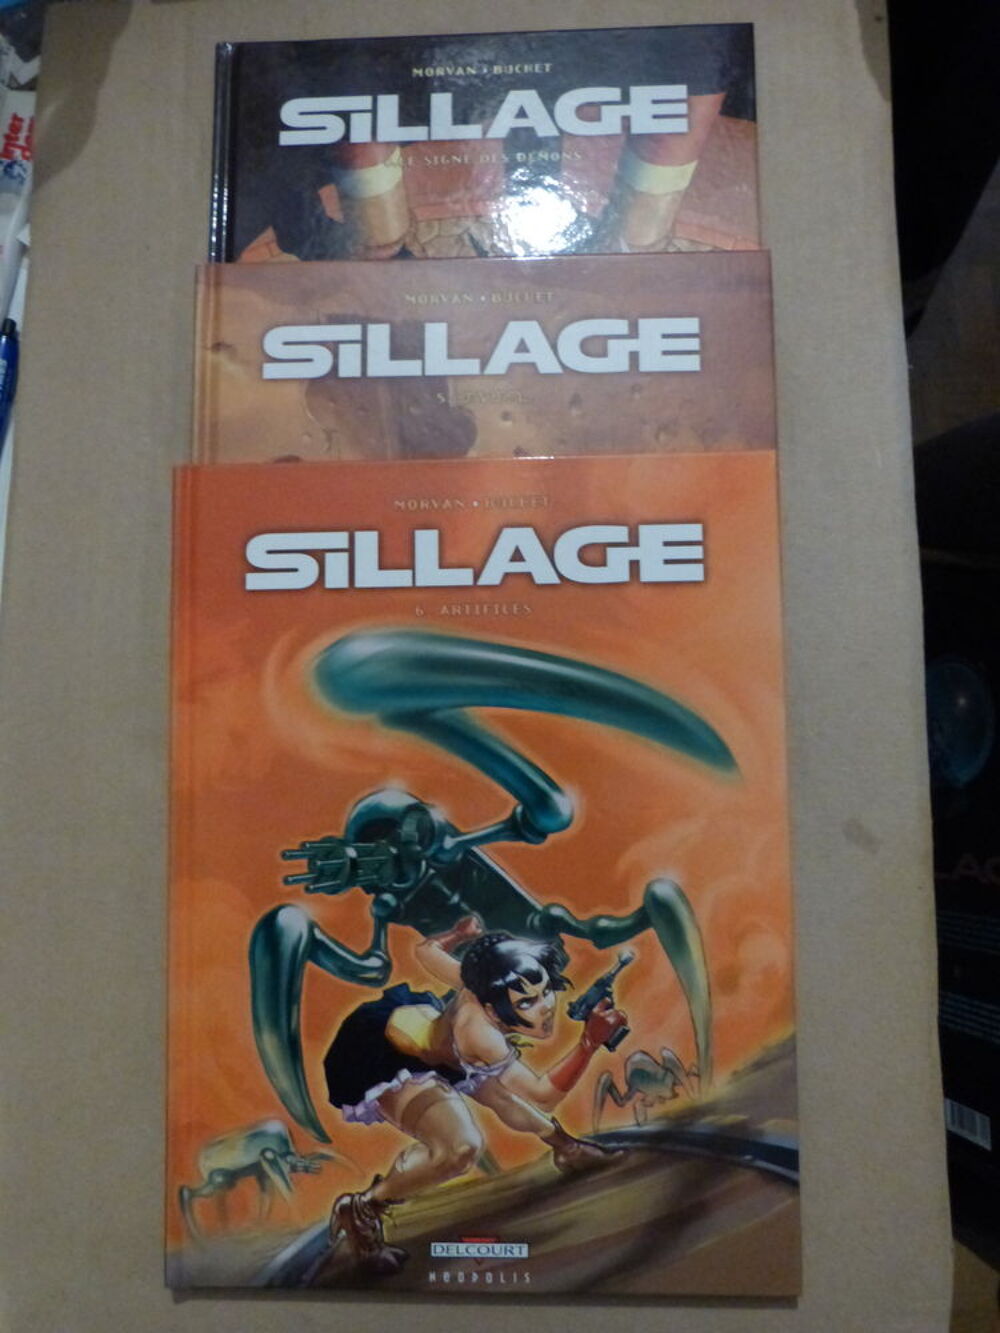 MORVAN • BUCHET
SILLAGE
LE SIGNE DES DÉMONS
MORVAN • BUCHET
SILLAGE
MORVAN • BUCHET
SILLAGE
6. ARTIFICES
DELCOURT
NEOPOLIS